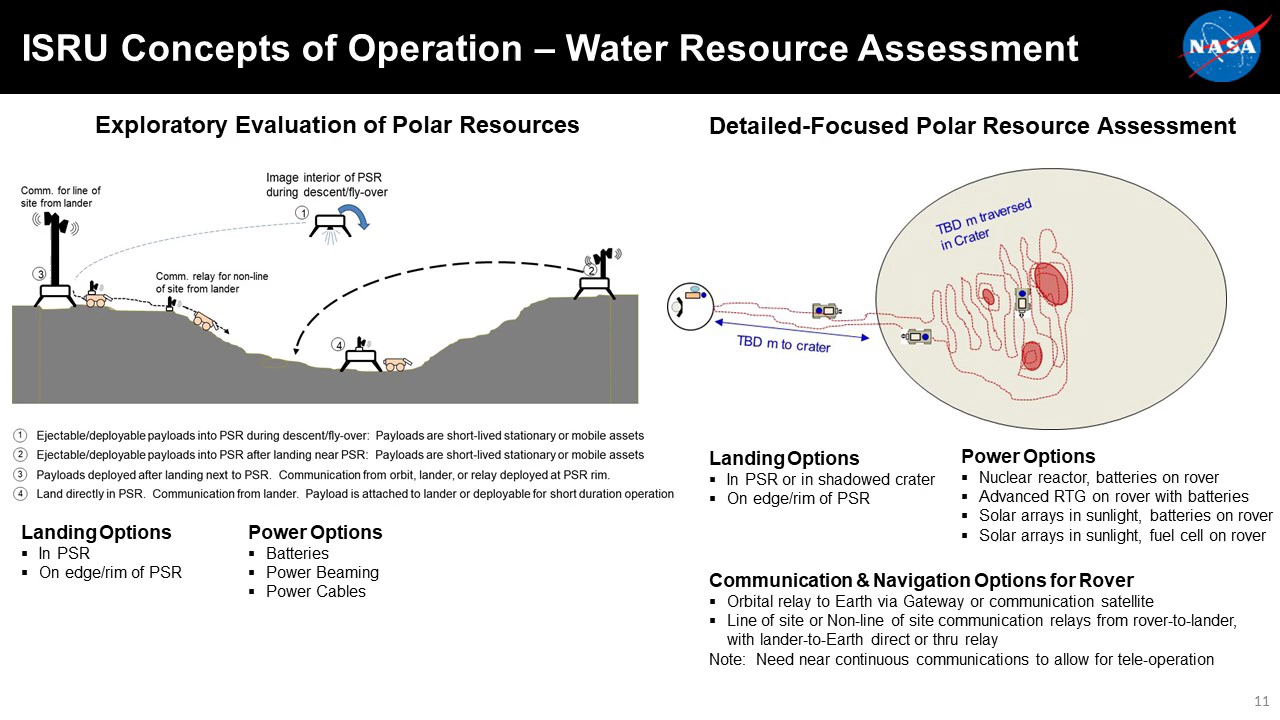 ISRU Concepts of Operation – Water Resource Assessment
NASA
Exploratory Evaluation of Polar Resources
Comm. for line of
site from lander
Image interior of PSR
during descent/fly-over
1
3
Comm. relay for non-line
of site from lander
2
4
1 Ejectable/deployable payloads into PSR during descent/fly-over: Payloads are short-lived stationary or mobile assets
2 Ejectable/deployable payloads into PSR after landing near PSR: Payloads are short-lived stationary or mobile assets
3 Payloads deployed after landing next to PSR. Communication from orbit, lander, or relay deployed at PSR rim.
4 Land directly in PSR. Communication from lander. Payload is attached to lander or deployable for short duration operation
Landing Options
▪ In PSR
▪ On edge/rim of PSR
Power Options
▪ Batteries
▪ Power Beaming
▪ Power Cables
Detailed-Focused Polar Resource Assessment
TBD m traversed
in Crater
TBD m to crater
Landing Options
▪ In PSR or in shadowed crater
▪ On edge/rim of PSR
Power Options
▪ Nuclear reactor, batteries on rover
▪ Advanced RTG on rover with batteries
▪ Solar arrays in sunlight, batteries on rover
▪ Solar arrays in sunlight, fuel cell on rover
Communication & Navigation Options for Rover
▪ Orbital relay to Earth via Gateway or communication satellite
▪ Line of site or Non-line of site communication relays from rover-to-lander,
with lander-to-Earth direct or thru relay
Note: Need near continuous communications to allow for tele-operation
11